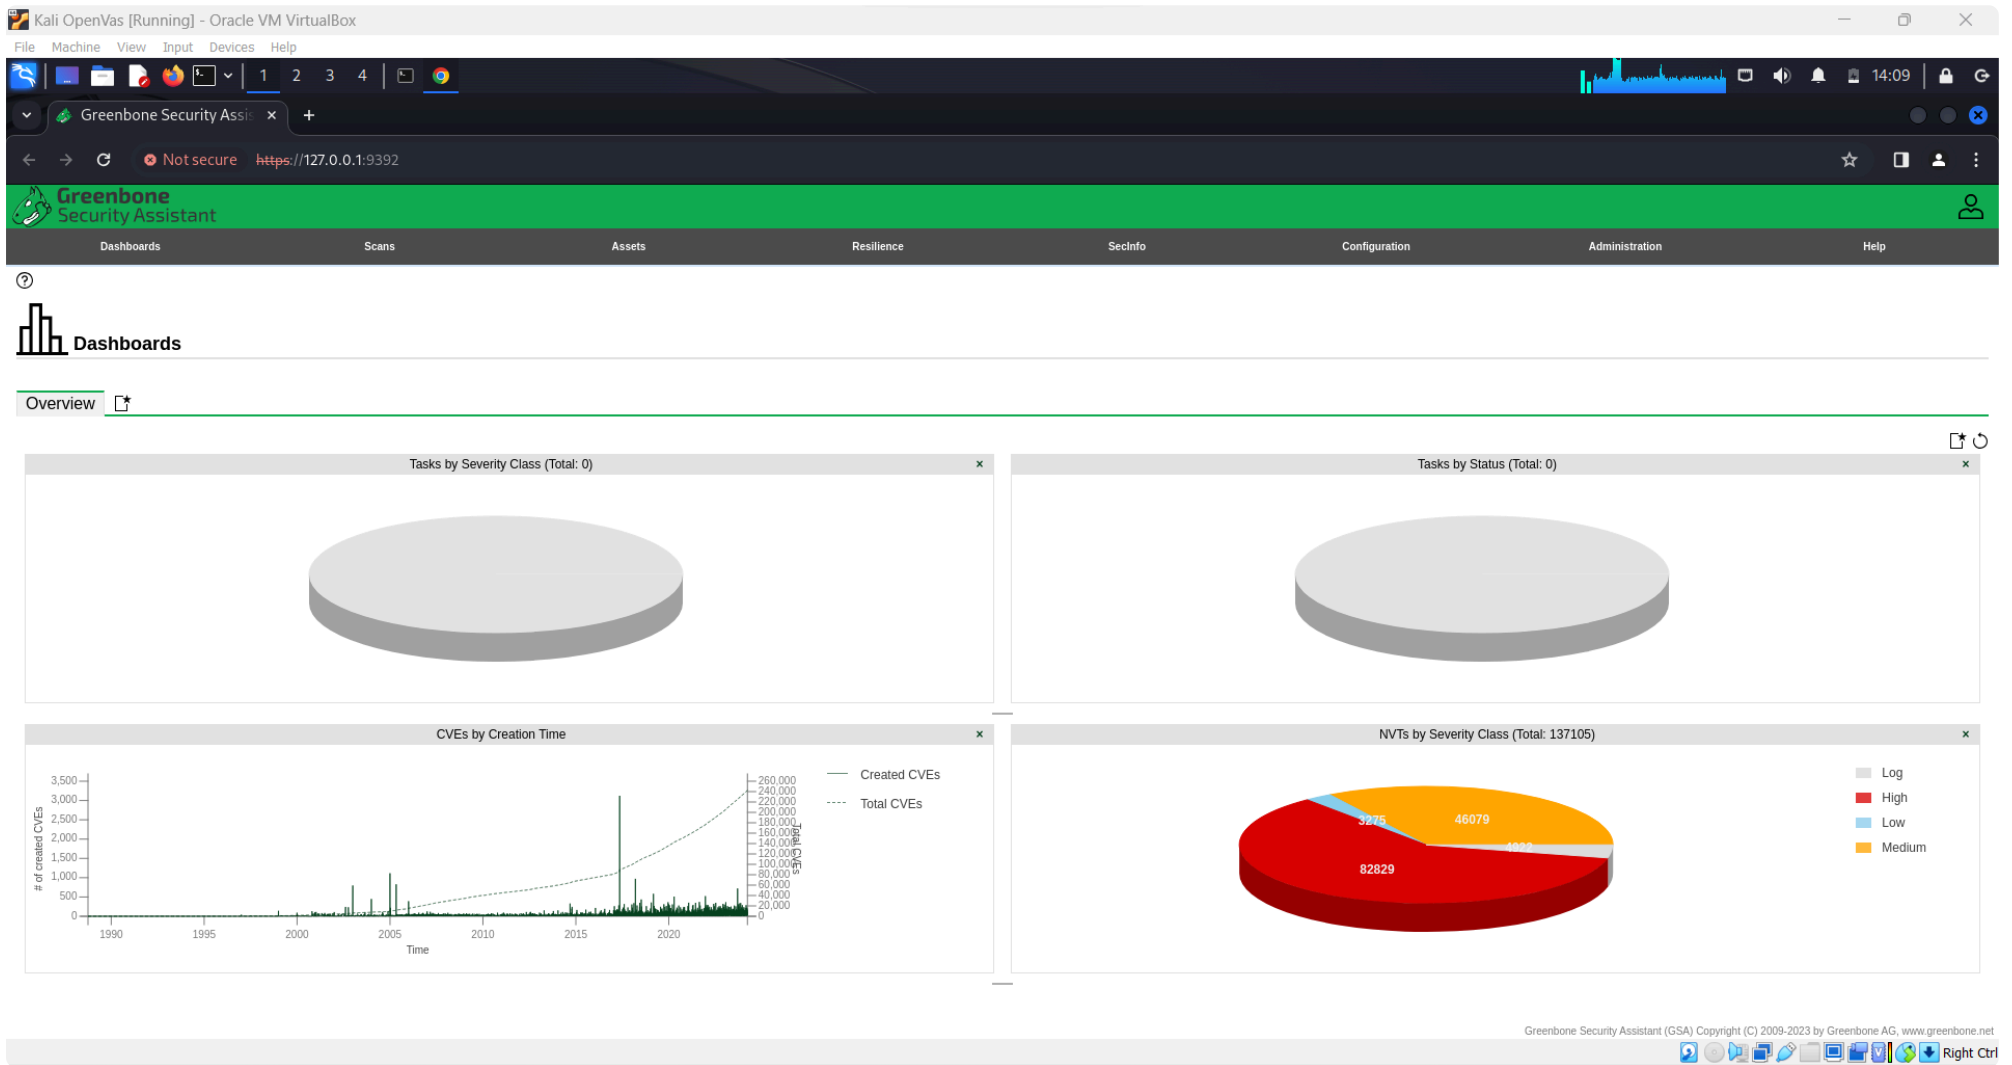 Kali OpenVas [Running] - Oracle VM VirtualBox
File Machine View Input Devices Help
1 2 3 4 14:09
Greenbone Security Assis
Not secure https://127.0.0.1:9392
Greenbone
Security Assistant
Dashboards Scans Assets Resilience SecInfo Configuration Administration Help
Dashboards
Overview
Tasks by Severity Class (Total: 0)
Tasks by Status (Total: 0)
CVEs by Creation Time
# of created CVEs
3,500
3,000
2,500
2,000
1,500
1,000
500
0
1990 1995 2000 2005 2010 2015 2020
Time
260,000
240,000
220,000
200,000
180,000
160,000
140,000
120,000
100,000
80,000
60,000
40,000
20,000
0
Total CVEs
Created CVEs
Total CVEs
NVTs by Severity Class (Total: 137105)
3275
46079
4922
82829
Log
High
Low
Medium
Greenbone Security Assistant (GSA) Copyright (C) 2009-2023 by Greenbone AG, www.greenbone.net
Right Ctrl